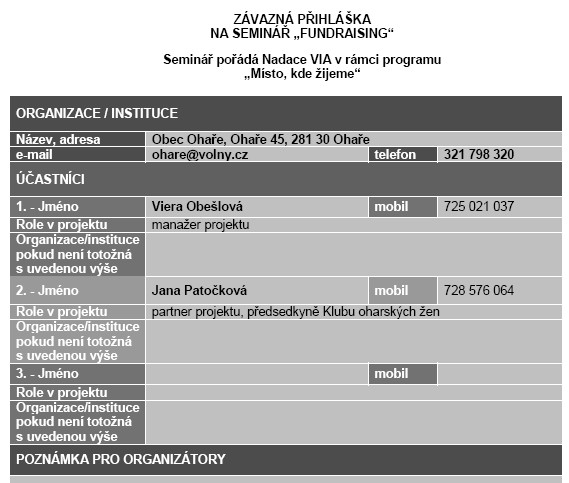 ZÁVAZNÁ PŘIHLÁŠKA
NA SEMINÁŘ „FUNDRAISING“
Seminář pořádá Nadace VIA v rámci programu
„Místo, kde žijeme“
ORGANIZACE / INSTITUCE
Název, adresa Obec Ohaře, Ohaře 45, 281 30 Ohaře
e-mail ohare@volny.cz telefon 321 798 320
ÚČASTNÍCI
1. - Jméno Viera Obešlová mobil 725 021 037
Role v projektu manažer projektu
Organizace/instituce
pokud není totožná
s uvedenou výše
2. - Jméno Jana Patočková mobil 728 576 064
Role v projektu partner projektu, předsedkyně Klubu oharských žen
Organizace/instituce
pokud není totožná
s uvedenou výše
3. - Jméno mobil
Role v projektu
Organizace/instituce
pokud není totožná
s uvedenou výše
POZNÁMKA PRO ORGANIZÁTORY